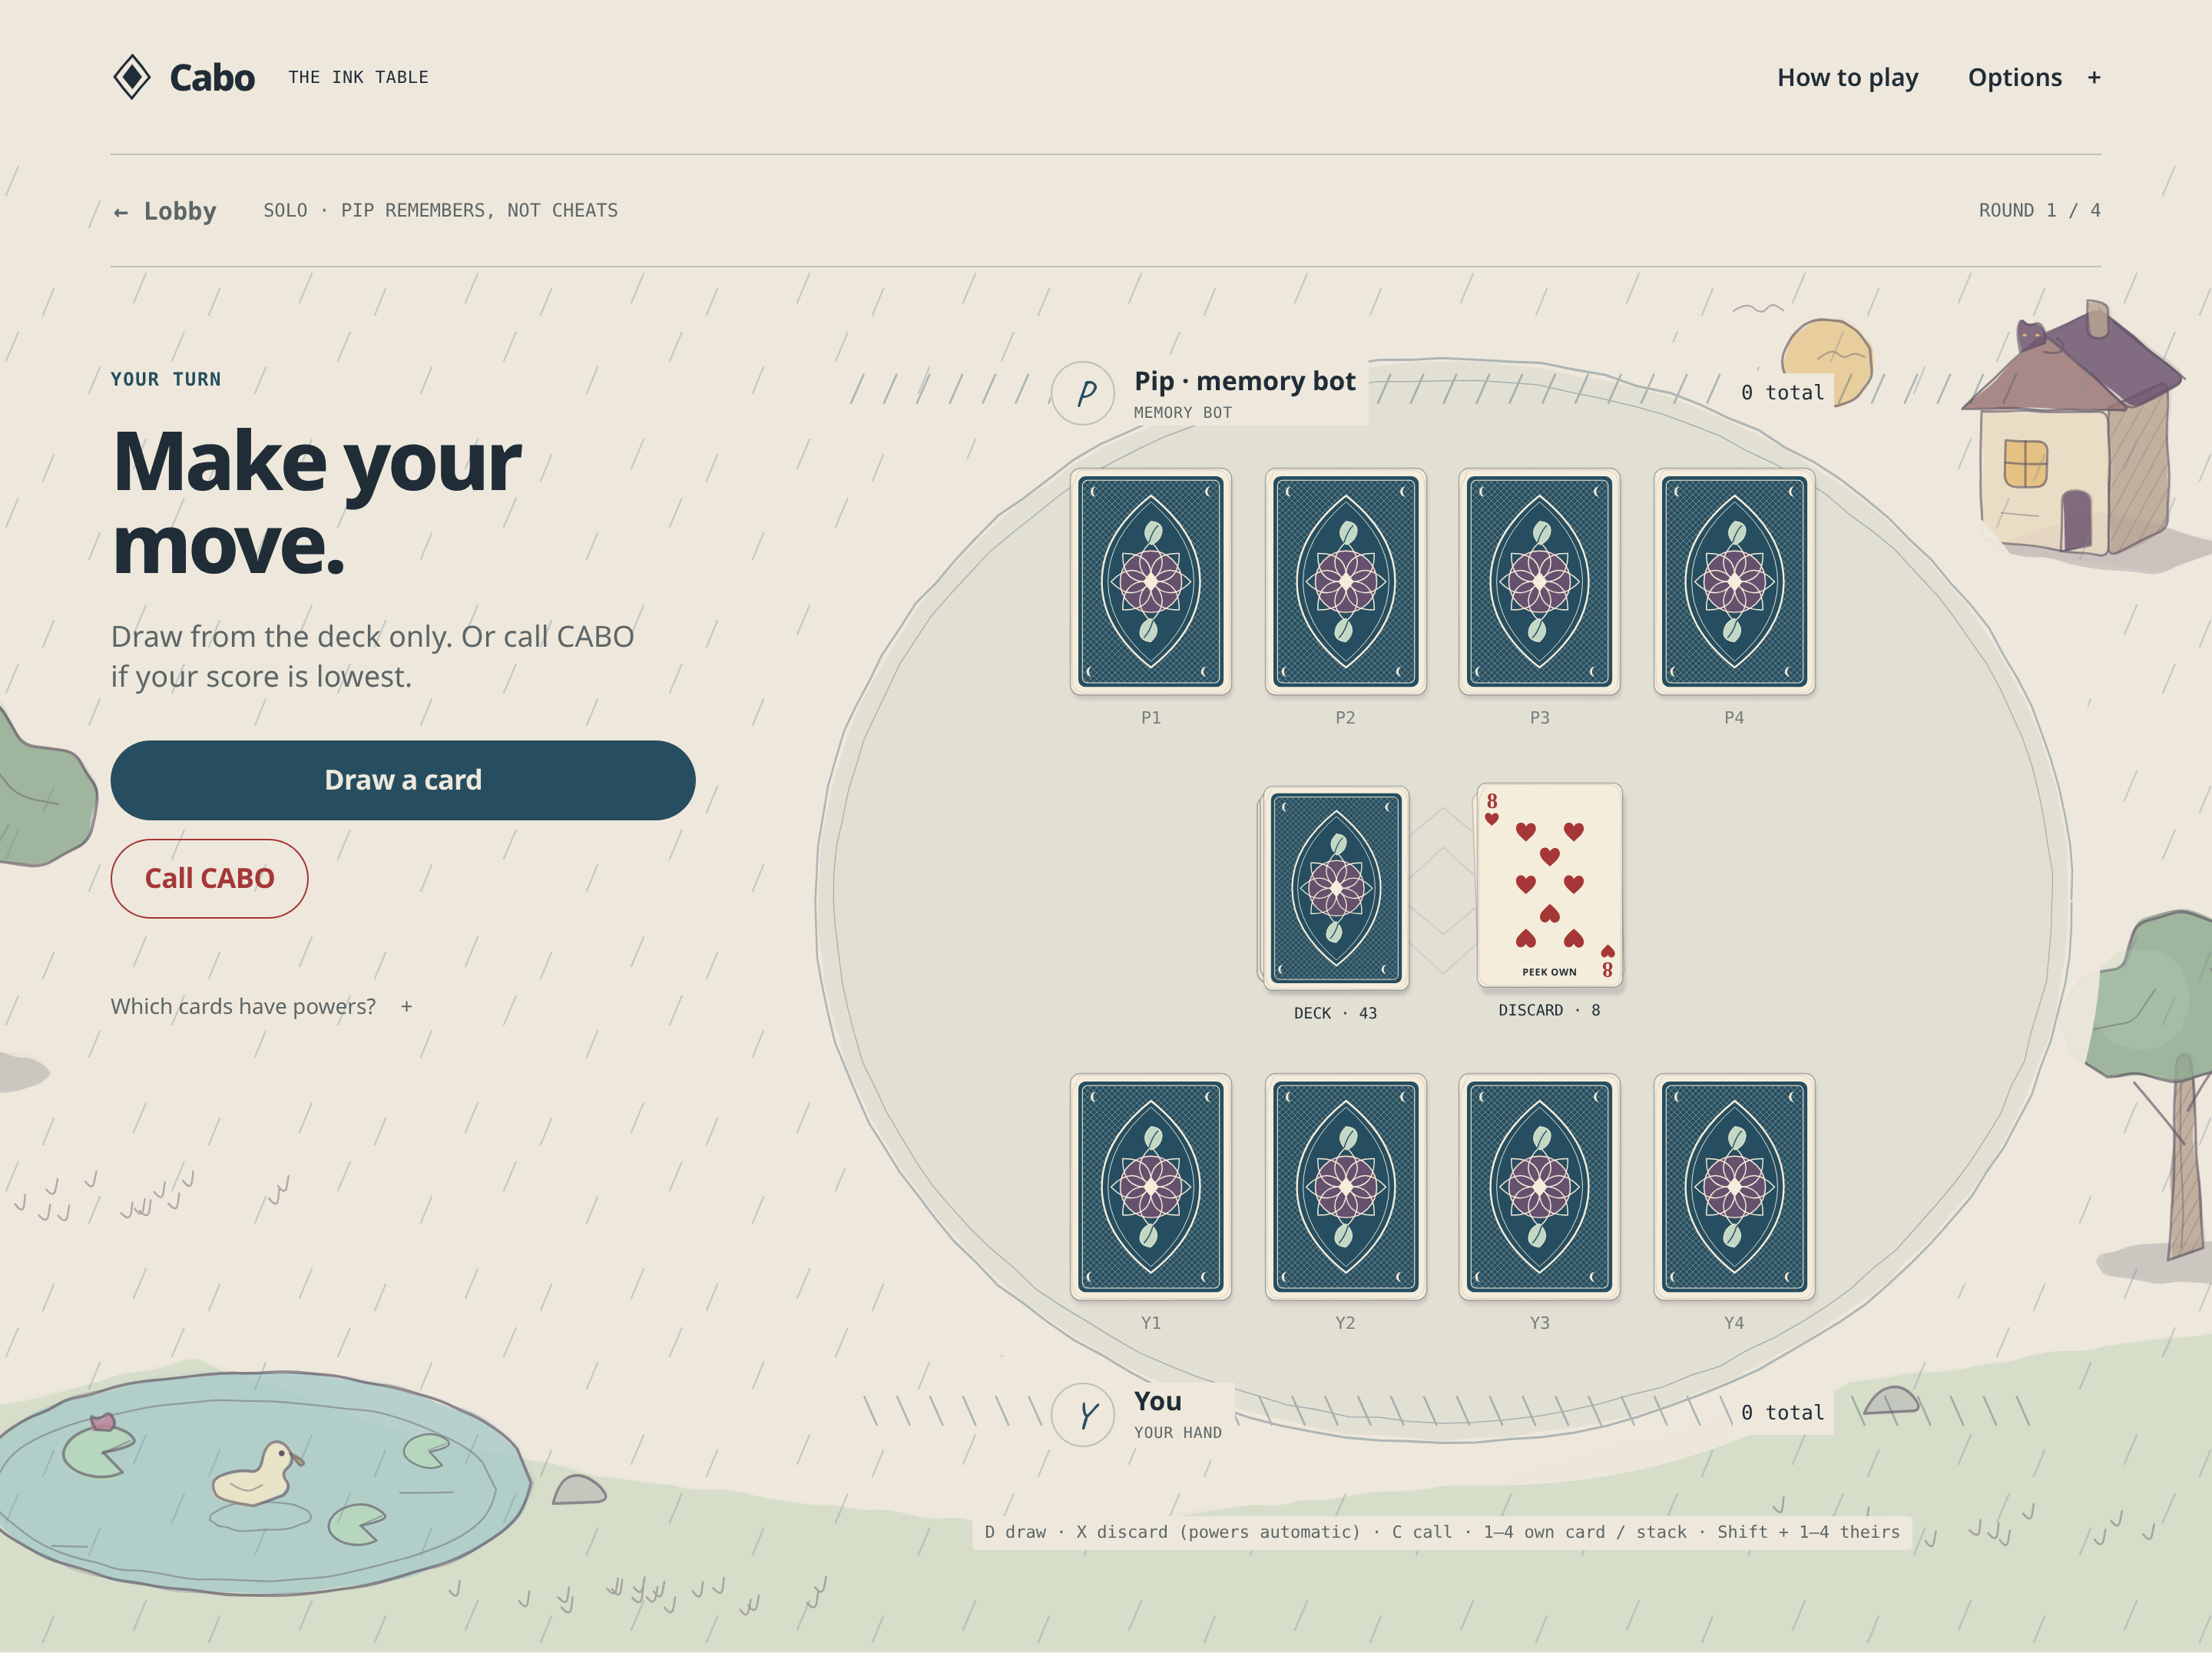 Cabo THE INK TABLE How to play Options +
← Lobby SOLO · PIP REMEMBERS, NOT CHEATS ROUND 1 / 4
YOUR TURN
Make your
move.
Draw from the deck only. Or call CABO
if your score is lowest.
Draw a card
Call CABO
Which cards have powers? +
P
Pip · memory bot
MEMORY BOT
0 total
P1 P2 P3 P4
8
PEEK OWN
8
DECK · 43 DISCARD · 8
Y1 Y2 Y3 Y4
Y
You
YOUR HAND
0 total
D draw · X discard (powers automatic) · C call · 1–4 own card / stack · Shift + 1–4 theirs